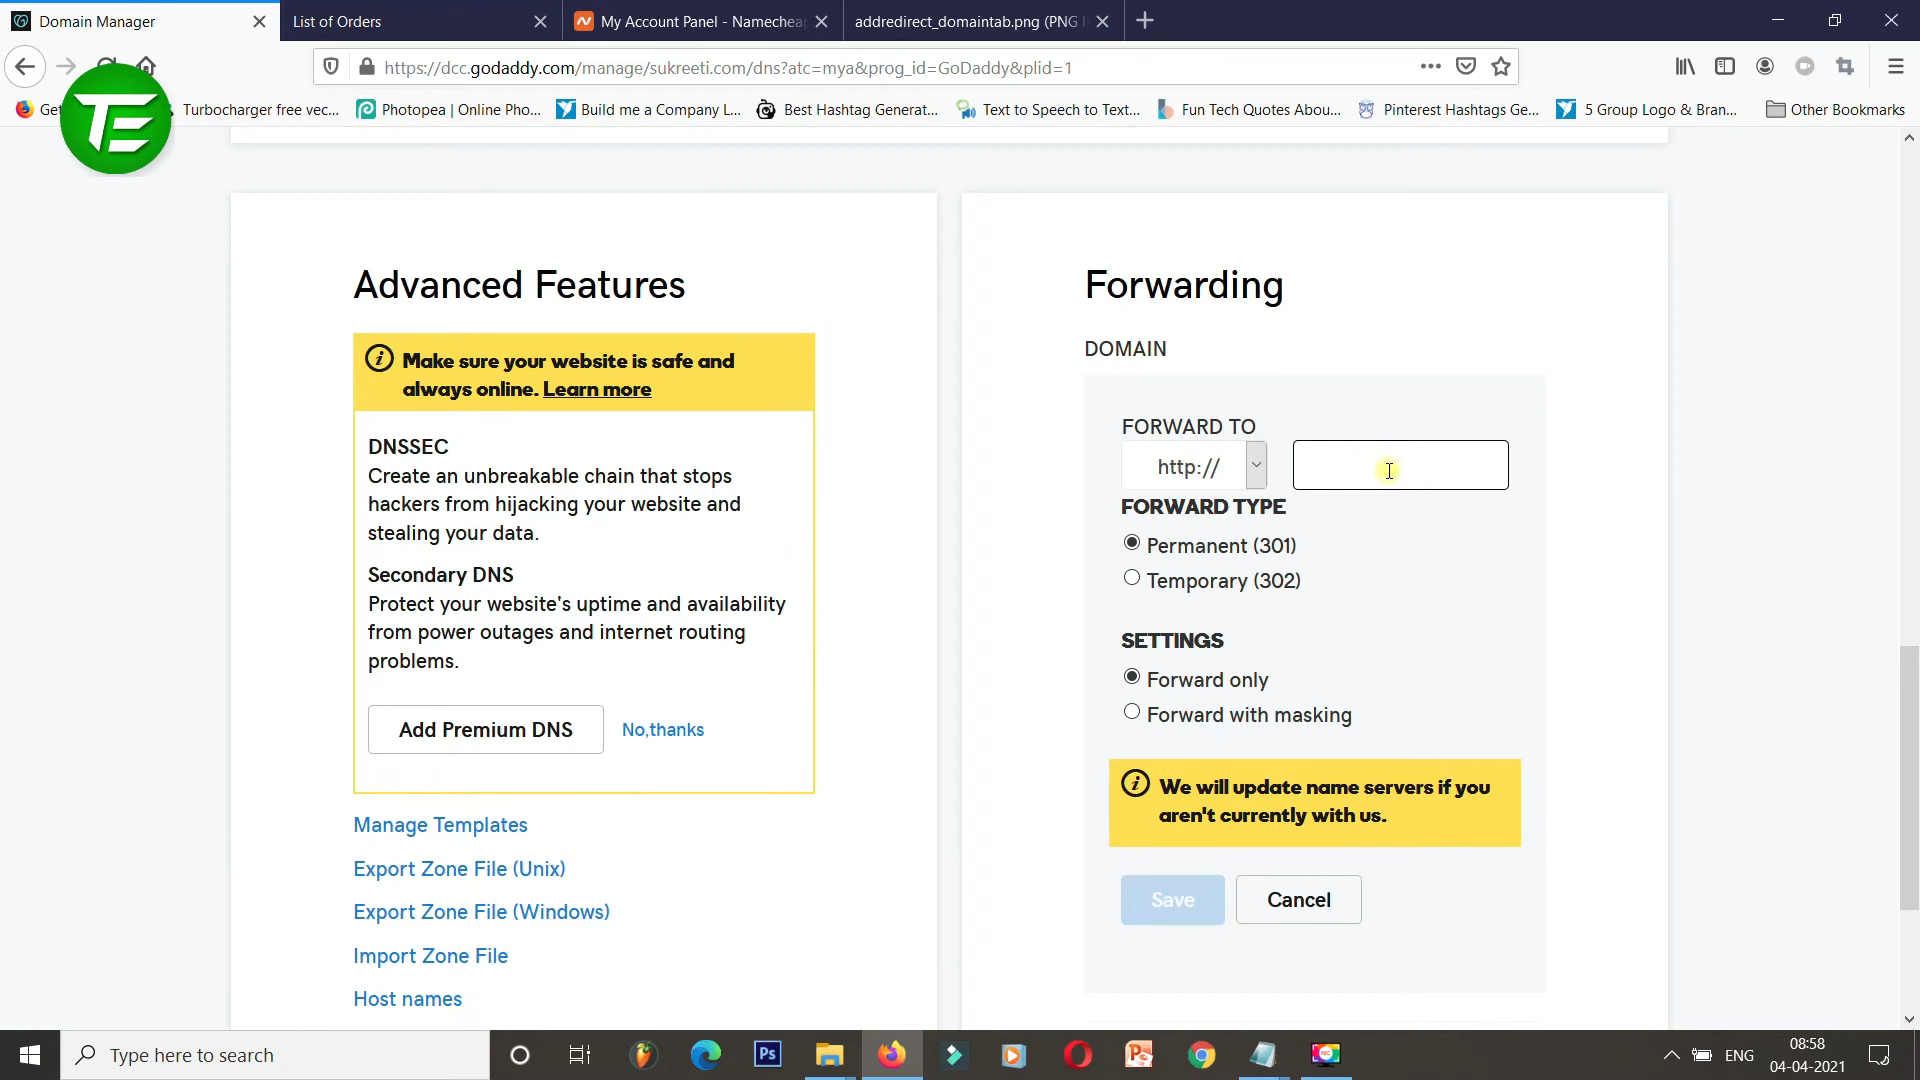 Domain Manager
List of Orders
My Account Panel - Namecheap
addredirect_domaintab.png (PNG I
https://dcc.godaddy.com/manage/sukreeti.com/dns?atc=mya&prog_id=GoDaddy&plid=1
Turbocharger free vec...
Photopea | Online Pho...
Build me a Company L...
Best Hashtag Generat...
Text to Speech to Text...
Fun Tech Quotes Abou...
Pinterest Hashtags Ge...
5 Group Logo & Bran...
Other Bookmarks
TE
Advanced Features
Make sure your website is safe and
always online. Learn more
DNSSEC
Create an unbreakable chain that stops
hackers from hijacking your website and
stealing your data.
Secondary DNS
Protect your website's uptime and availability
from power outages and internet routing
problems.
Add Premium DNS
No,thanks
Manage Templates
Export Zone File (Unix)
Export Zone File (Windows)
Import Zone File
Host names
Forwarding
DOMAIN
FORWARD TO
http://
FORWARD TYPE
Permanent (301)
Temporary (302)
SETTINGS
Forward only
Forward with masking
We will update name servers if you
aren't currently with us.
Save
Cancel
Type here to search
Ps
ENG
08:58
04-04-2021